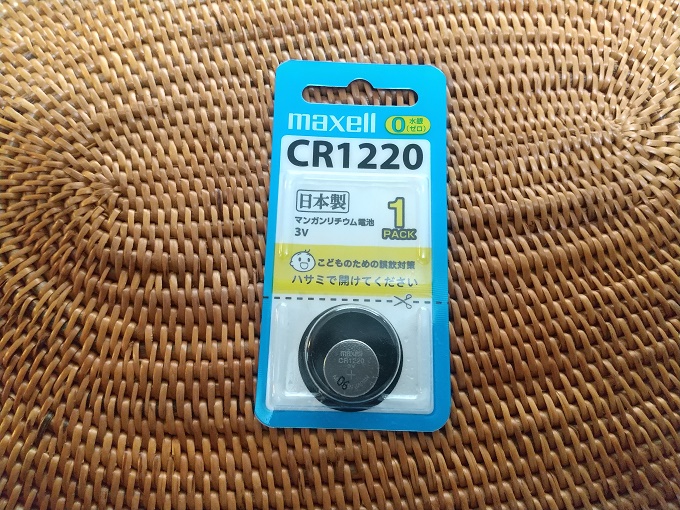 maxell
0 水銀(ゼロ)
CR1220
日本製
マンガンリチウム電池
3V
1
PACK
こどものための誤飲対策
ハサミで開けてください
maxell
CR1220
+